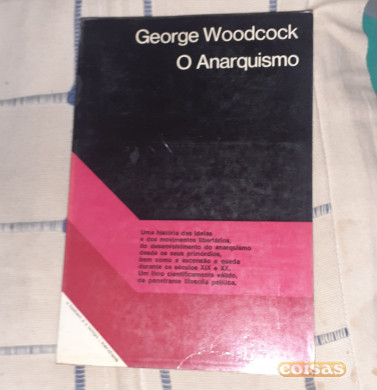 George Woodcock
O Anarquismo
Uma história das ideias
e dos movimentos libertários,
do desenvolvimento do anarquismo
desde os seus primórdios,
bem como a ascensão e queda
durante os séculos XIX e XX.
Um livro cientificamente válido,
de penetrante filosofia política.
coisas